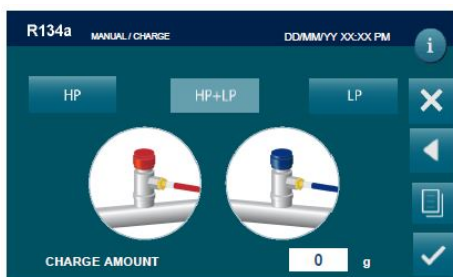 R134a MANUAL / CHARGE DD/MM/YY XX:XX PM
i
HP HP+LP LP
CHARGE AMOUNT 0 g